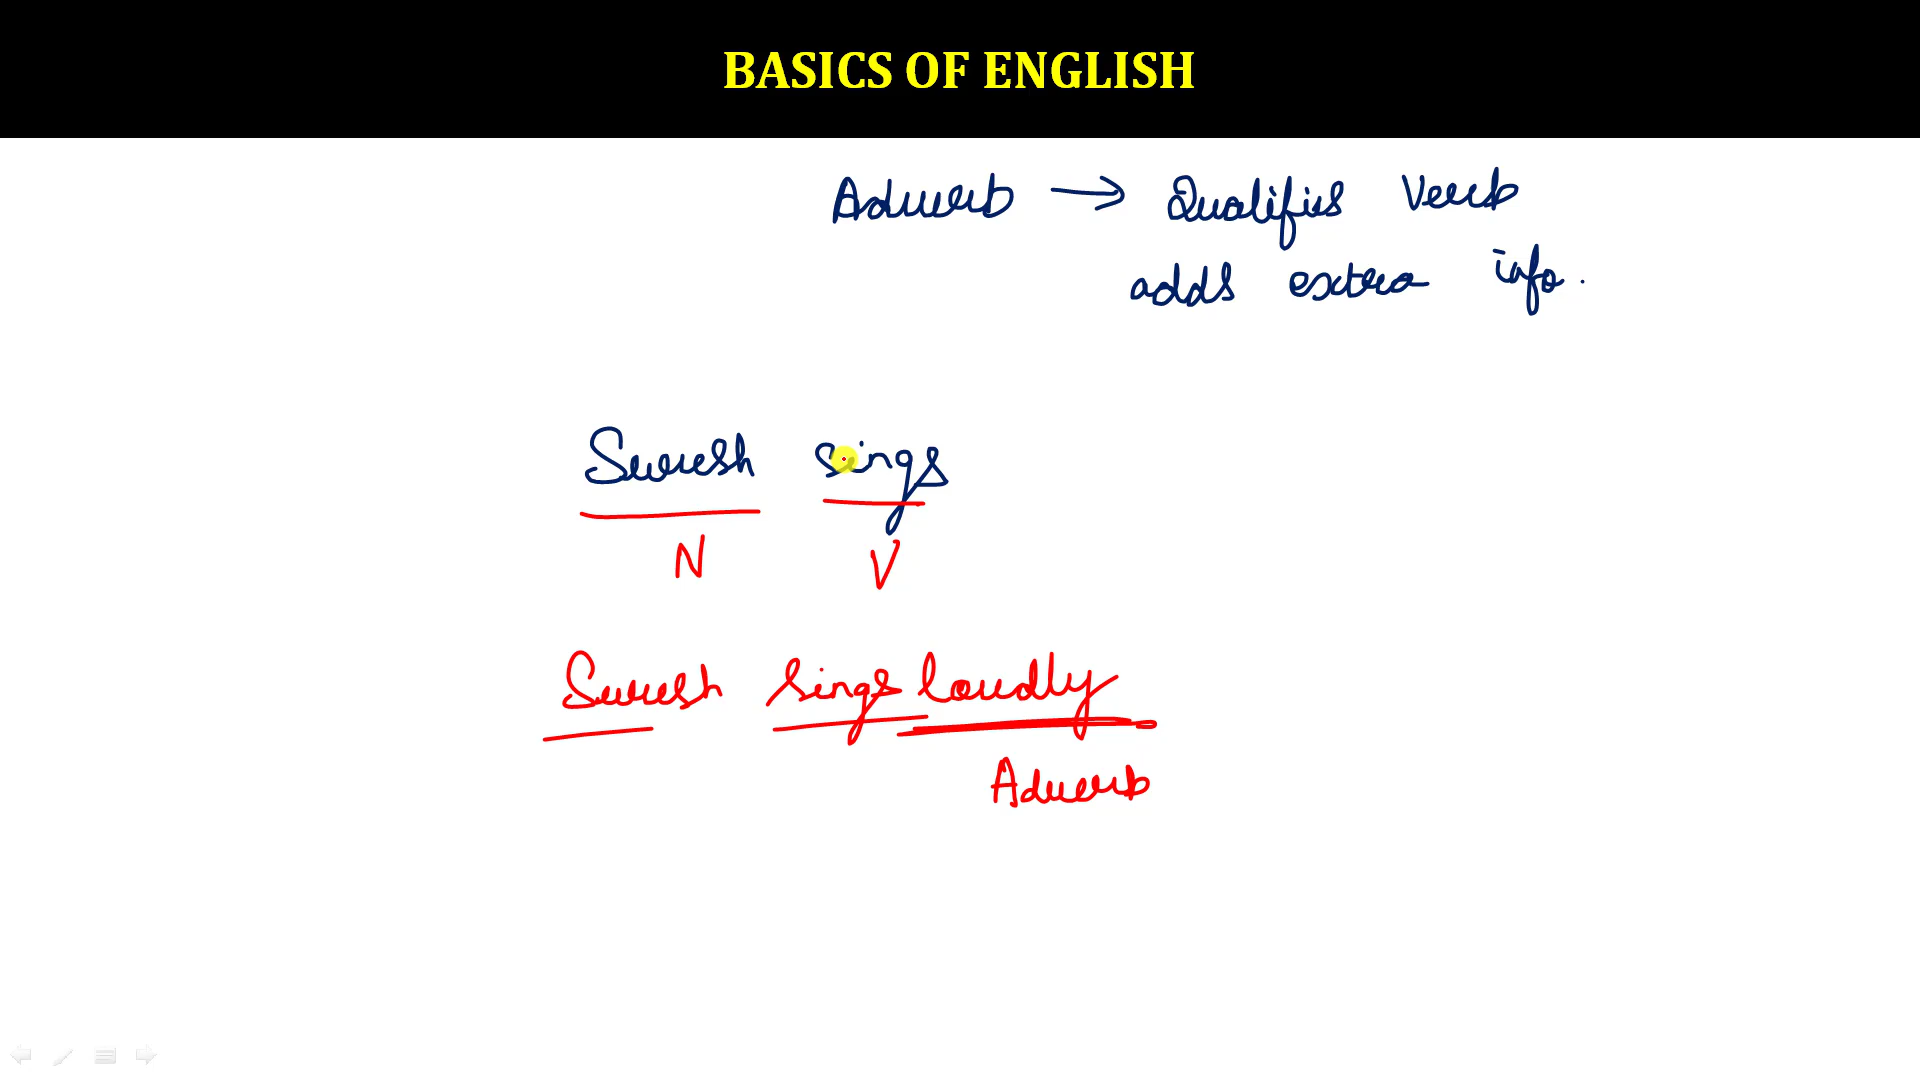 BASICS OF ENGLISH
Adverb → Qualifies Verb
adds extra info.
Suresh sings
N V
Suresh sings loudly
Adverb